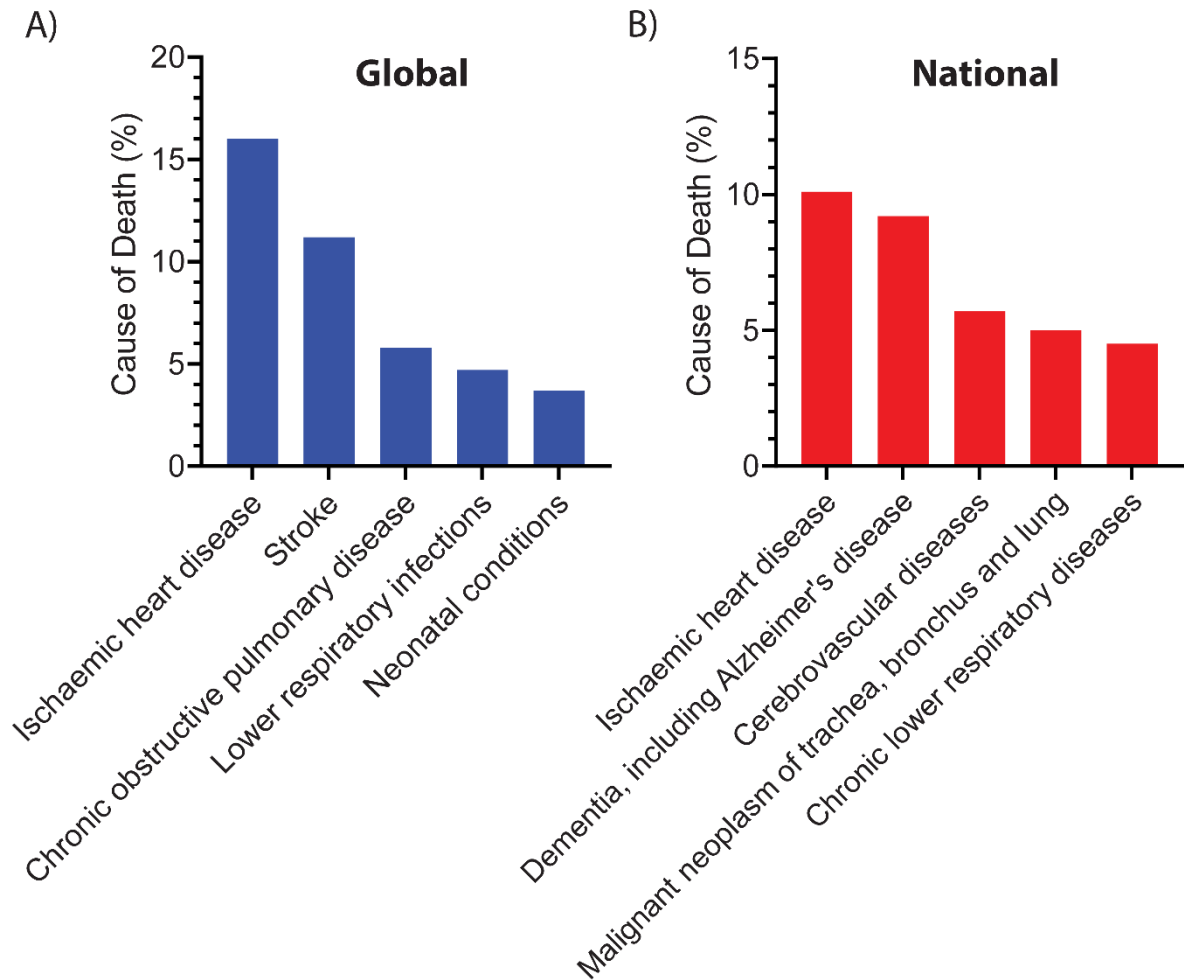 A)
Global
Cause of Death (%)
20
15
10
5
0
Ischaemic heart disease
Stroke
Chronic obstructive pulmonary disease
Lower respiratory infections
Neonatal conditions
B)
National
Cause of Death (%)
15
10
5
0
Ischaemic heart disease
Dementia, including Alzheimer's disease
Cerebrovascular diseases
Malignant neoplasm of trachea, bronchus and lung
Chronic lower respiratory diseases